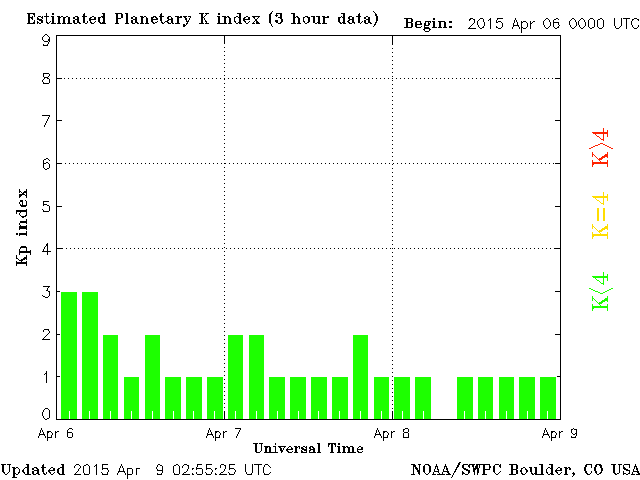 Estimated Planetary K index (3 hour data)
Begin: 2015 Apr 06 0000 UTC
9
8
7
6
5
4
3
2
1
0
Kp index
Apr 6
Apr 7
Apr 8
Apr 9
Universal Time
K>4
K=4
K<4
Updated 2015 Apr 9 02:55:25 UTC
NOAA/SWPC Boulder, CO USA